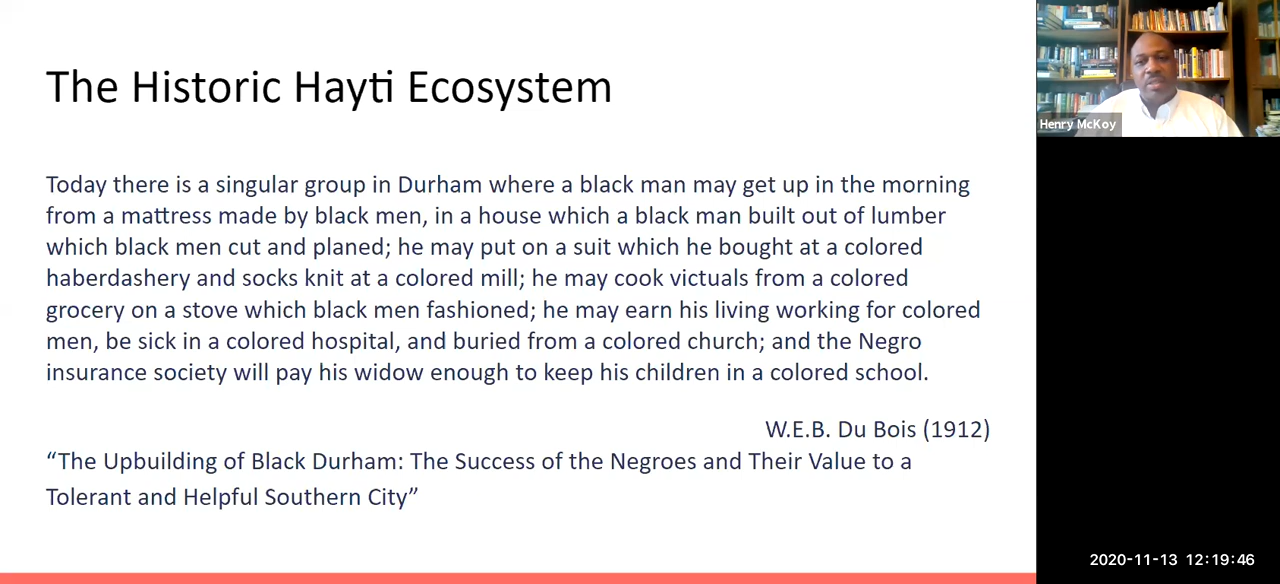 The Historic Hayti Ecosystem
Today there is a singular group in Durham where a black man may get up in the morning
from a mattress made by black men, in a house which a black man built out of lumber
which black men cut and planed; he may put on a suit which he bought at a colored
haberdashery and socks knit at a colored mill; he may cook victuals from a colored
grocery on a stove which black men fashioned; he may earn his living working for colored
men, be sick in a colored hospital, and buried from a colored church; and the Negro
insurance society will pay his widow enough to keep his children in a colored school.
W.E.B. Du Bois (1912)
“The Upbuilding of Black Durham: The Success of the Negroes and Their Value to a
Tolerant and Helpful Southern City”
Henry McKoy
2020-11-13 12:19:46